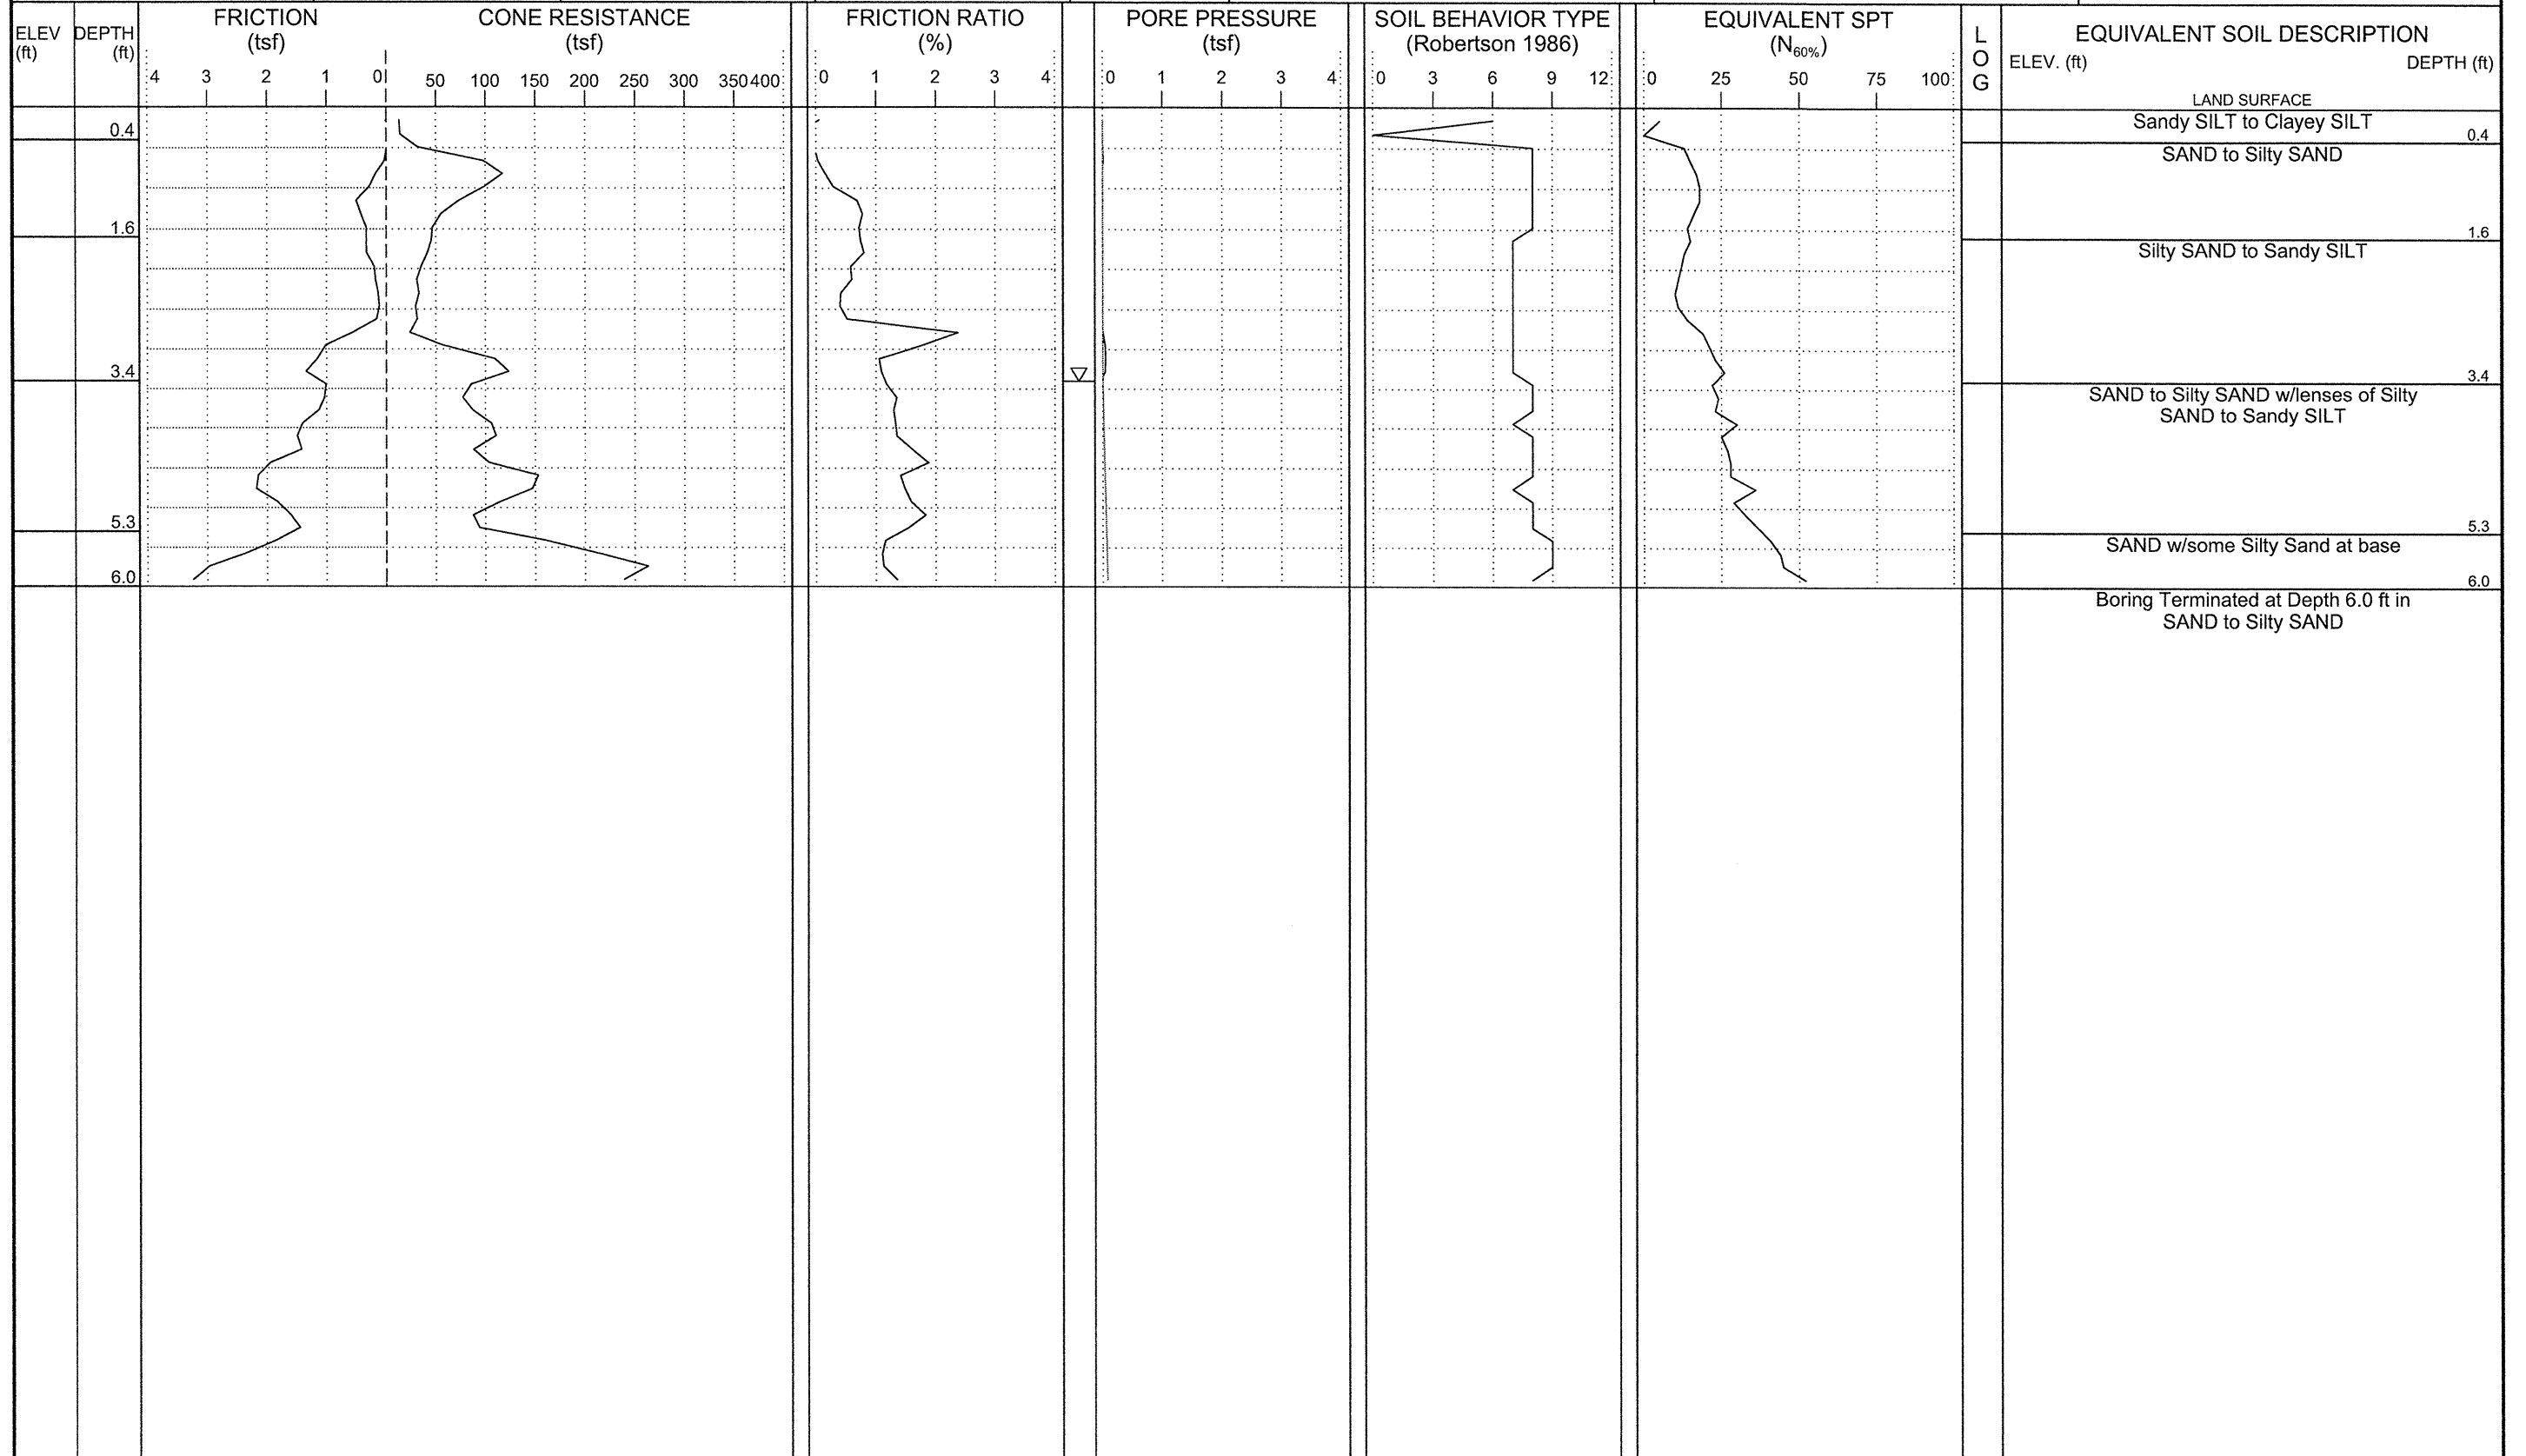 ELEV
(ft)
DEPTH
(ft)
FRICTION
(tsf)
4 3 2 1 0
CONE RESISTANCE
(tsf)
50 100 150 200 250 300 350 400
FRICTION RATIO
(%)
0 1 2 3 4
PORE PRESSURE
(tsf)
0 1 2 3 4
SOIL BEHAVIOR TYPE
(Robertson 1986)
0 3 6 9 12
EQUIVALENT SPT
(N60%)
0 25 50 75 100
L
O
G
EQUIVALENT SOIL DESCRIPTION
ELEV. (ft) DEPTH (ft)
LAND SURFACE
0.4
1.6
3.4
5.3
6.0
Sandy SILT to Clayey SILT
0.4
SAND to Silty SAND
1.6
Silty SAND to Sandy SILT
3.4
SAND to Silty SAND w/lenses of Silty
SAND to Sandy SILT
5.3
SAND w/some Silty Sand at base
6.0
Boring Terminated at Depth 6.0 ft in
SAND to Silty SAND